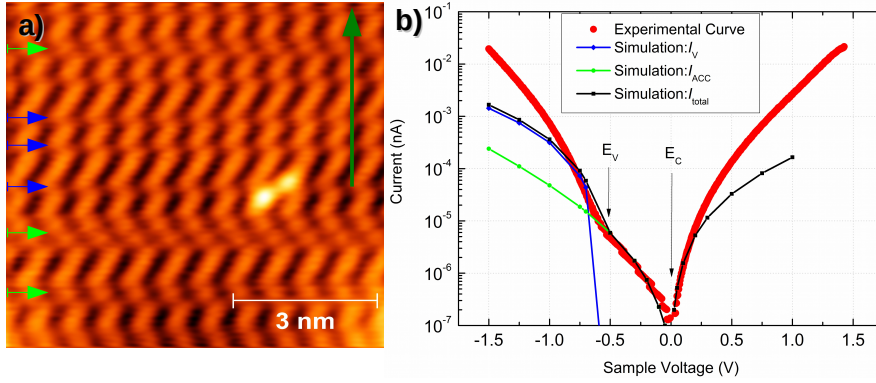 a)
3 nm
b)
Experimental Curve
Simulation:I_V
Simulation:I_ACC
Simulation:I_total
E_V
E_C
Current (nA)
10^-1
10^-2
10^-3
10^-4
10^-5
10^-6
10^-7
-1.5 -1.0 -0.5 0.0 0.5 1.0 1.5
Sample Voltage (V)